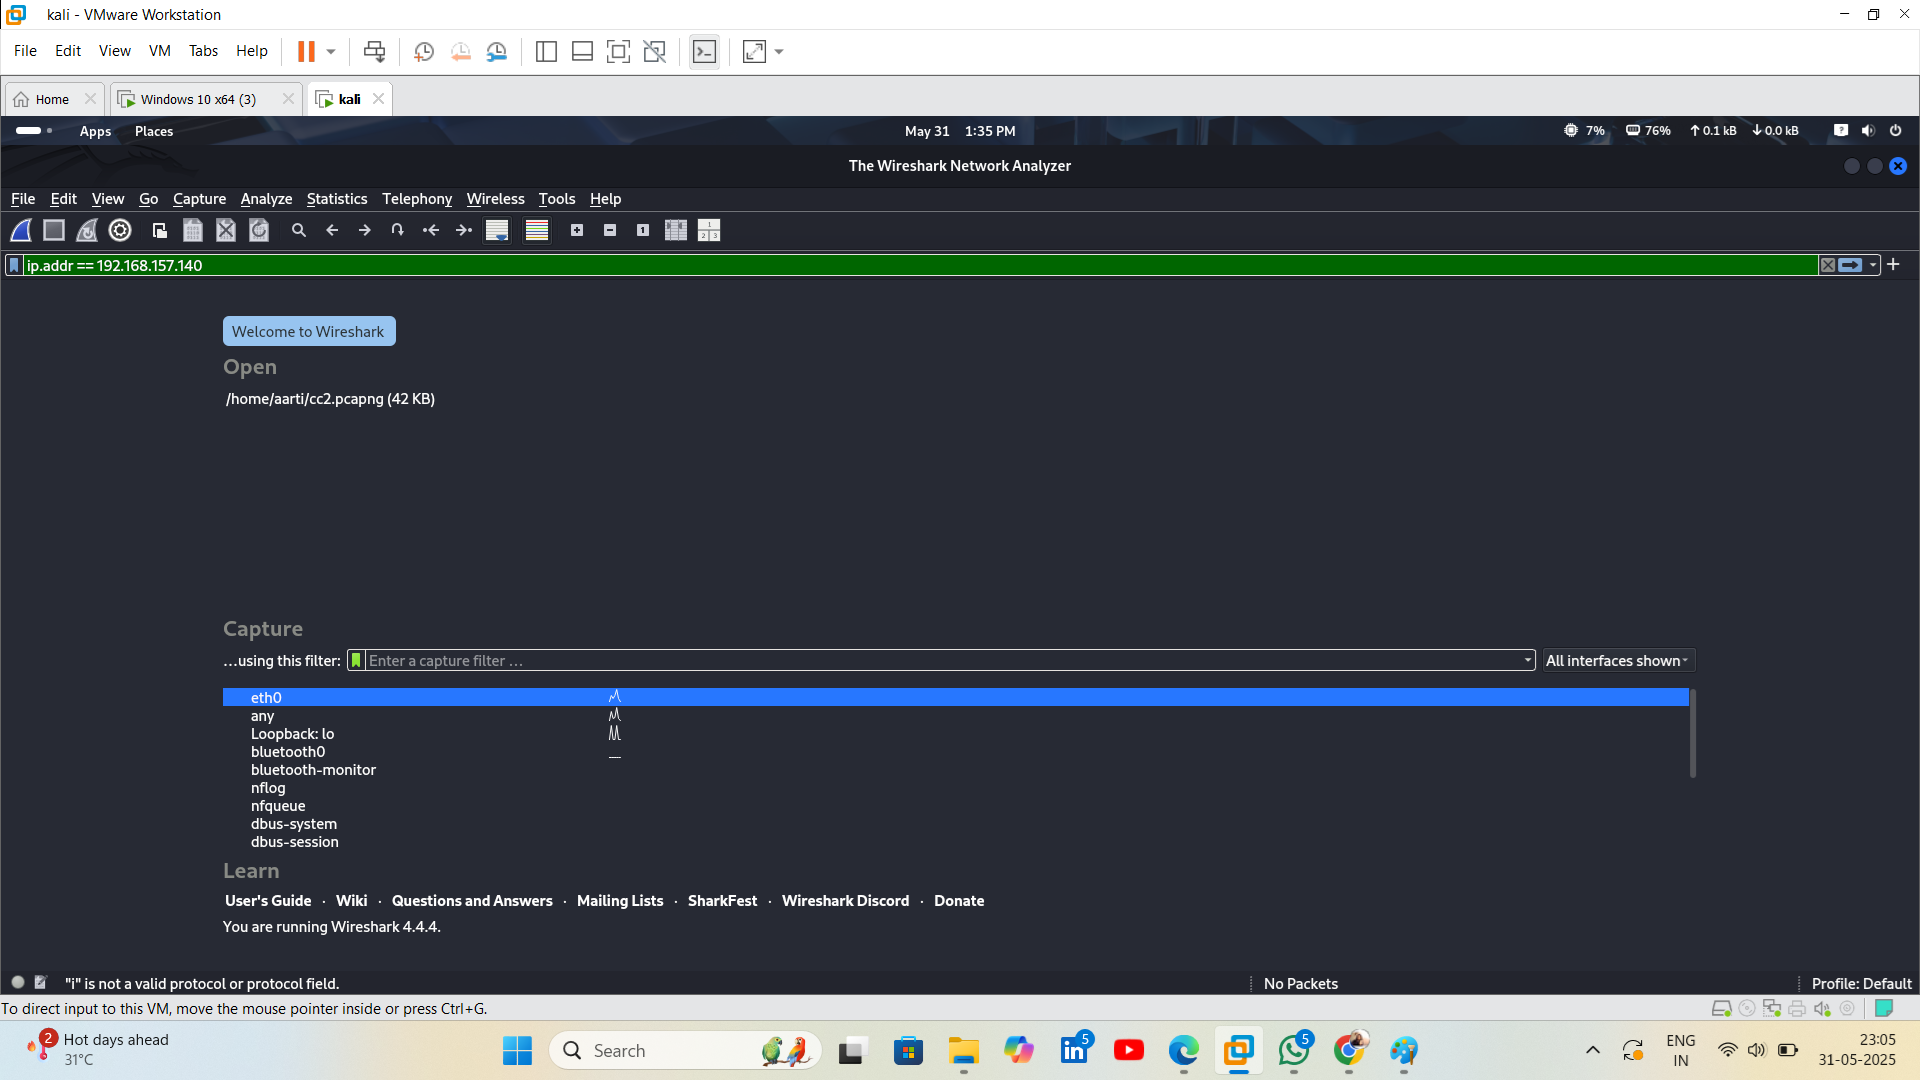 kali - VMware Workstation
File Edit View VM Tabs Help
Home Windows 10 x64 (3) kali
Apps Places May 31 1:35 PM 7% 76% 0.1 kB 0.0 kB
The Wireshark Network Analyzer
File Edit View Go Capture Analyze Statistics Telephony Wireless Tools Help
ip.addr == 192.168.157.140
Welcome to Wireshark
Open
/home/aarti/cc2.pcapng (42 KB)
Capture
...using this filter: Enter a capture filter ... All interfaces shown
eth0
any
Loopback: lo
bluetooth0
bluetooth-monitor
nflog
nfqueue
dbus-system
dbus-session
Learn
User's Guide · Wiki · Questions and Answers · Mailing Lists · SharkFest · Wireshark Discord · Donate
You are running Wireshark 4.4.4.
"i" is not a valid protocol or protocol field. No Packets Profile: Default
To direct input to this VM, move the mouse pointer inside or press Ctrl+G.
2 Hot days ahead
31°C
Search
5
5
ENG
IN
23:05
31-05-2025